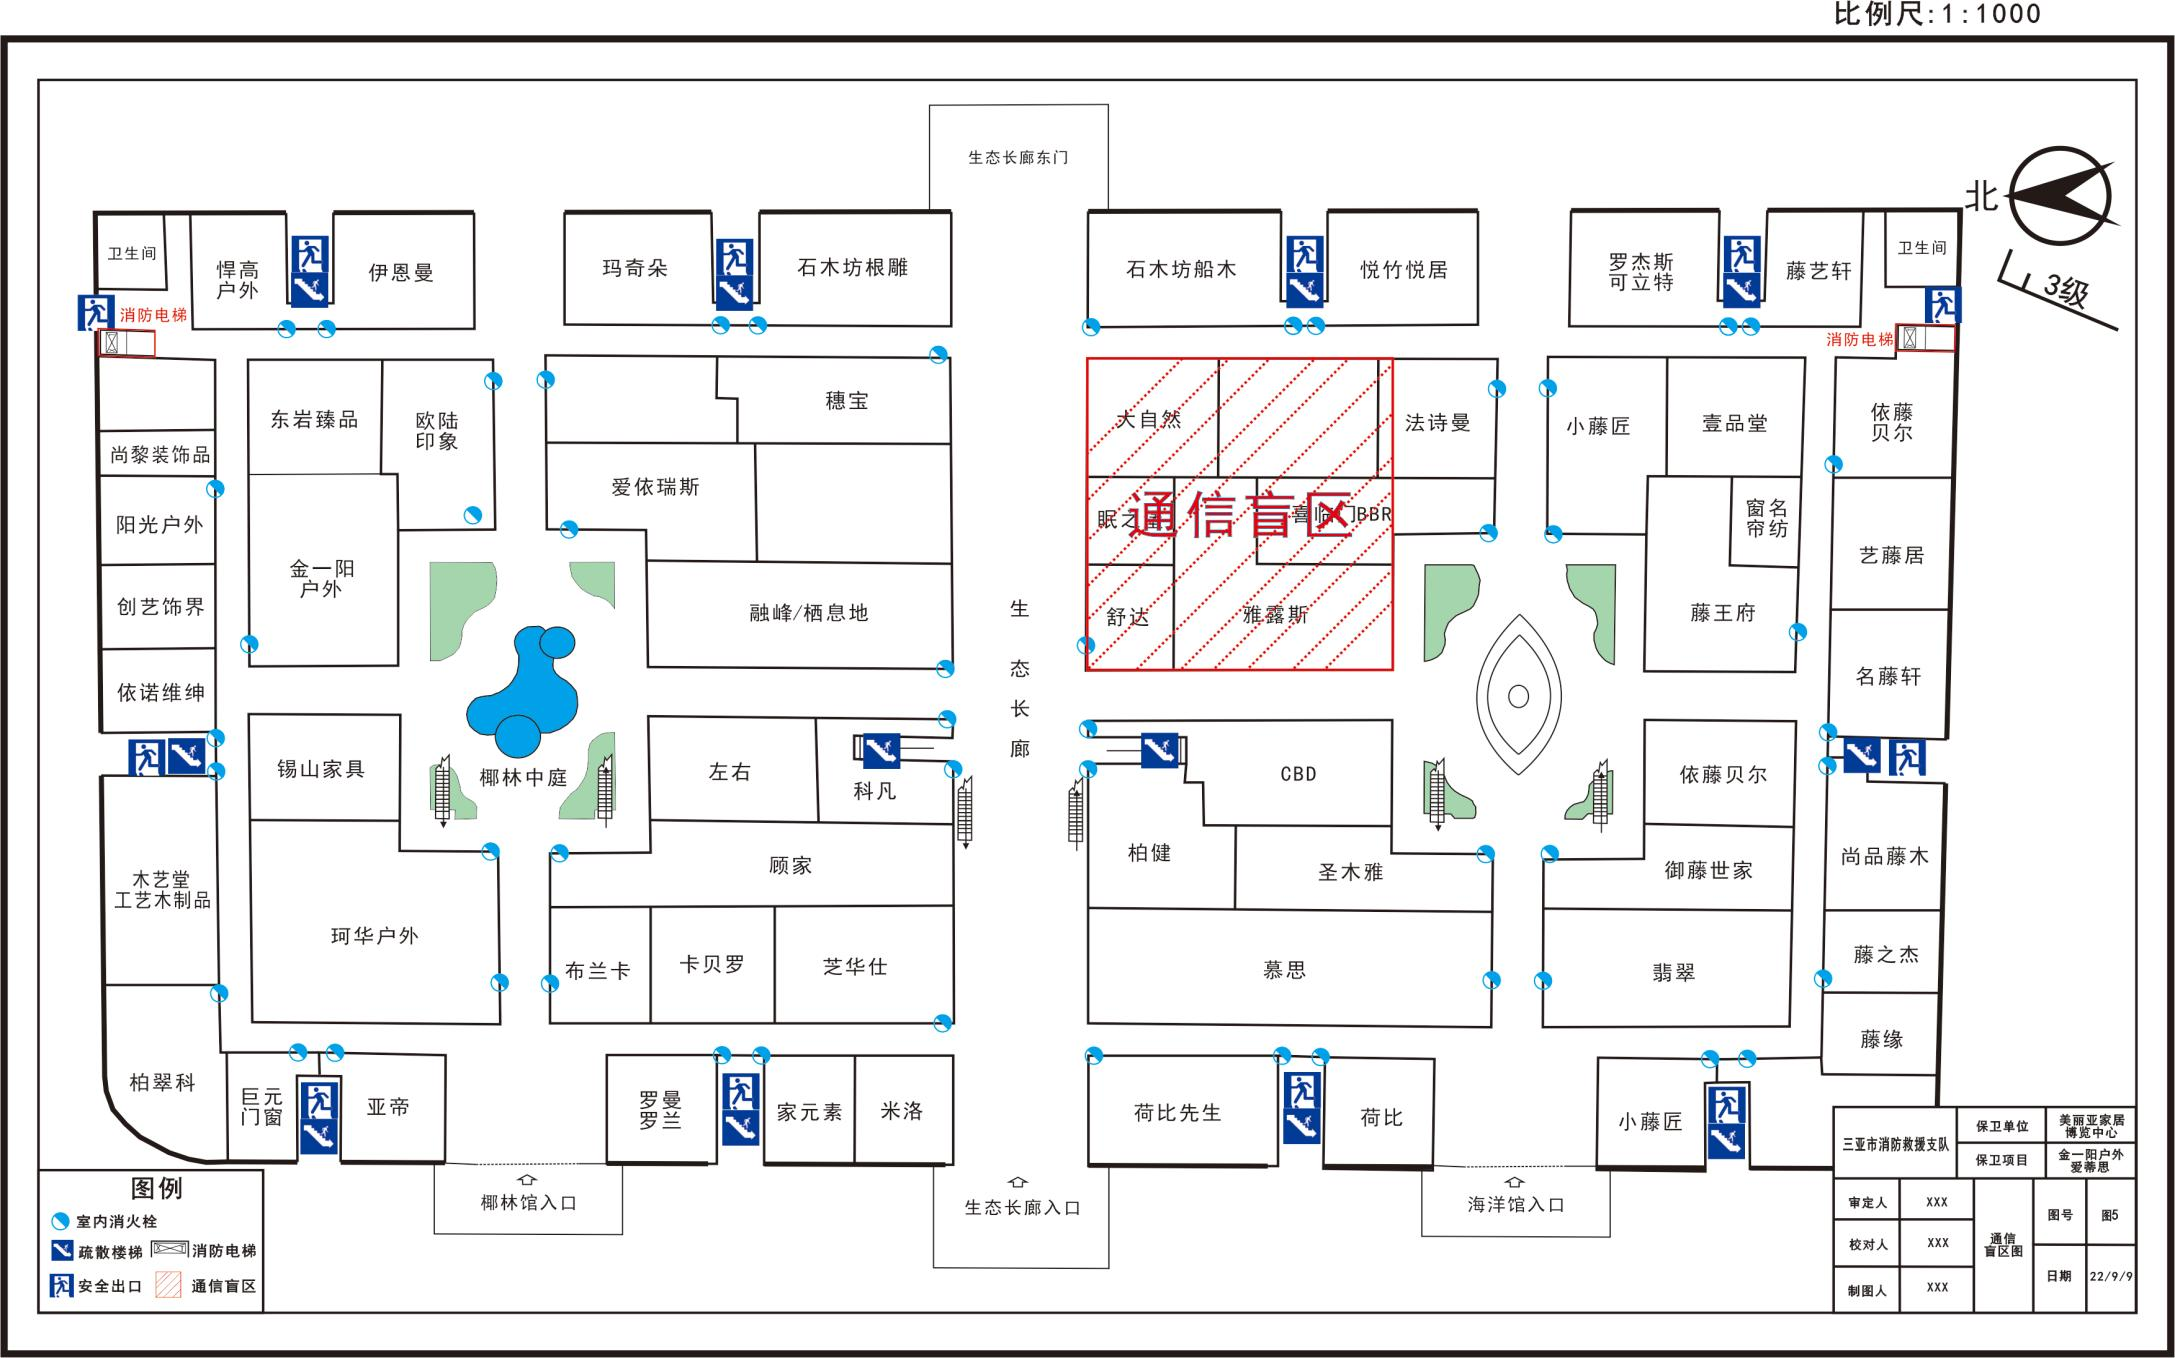 比例尺:1:1000
生态长廊东门
北
3级
卫生间
悍高
户外
伊恩曼
玛奇朵
石木坊根雕
石木坊船木
悦竹悦居
罗杰斯
可立特
藤艺轩
卫生间
消防电梯
消防电梯
东岩臻品
欧陆
印象
穗宝
大自然
法诗曼
小藤匠
壹品堂
依藤
贝尔
尚黎装饰品
阳光户外
爱依瑞斯
通信盲区
喜临门BBR
窗名
帘纺
艺藤居
金一阳
户外
创艺饰界
融峰/栖息地
舒达
雅露斯
藤王府
依诺维绅
生
态
长
廊
名藤轩
锡山家具
椰林中庭
左右
科凡
CBD
依藤贝尔
木艺堂
工艺木制品
顾家
柏健
圣木雅
御藤世家
尚品藤木
珂华户外
布兰卡
卡贝罗
芝华仕
慕思
翡翠
藤之杰
藤缘
柏翠科
巨元
门窗
亚帝
罗曼
罗兰
家元素
米洛
荷比先生
荷比
小藤匠
椰林馆入口
生态长廊入口
海洋馆入口
图例
室内消火栓
疏散楼梯
消防电梯
安全出口
通信盲区
三亚市消防救援支队
保卫单位
美丽亚家居
博览中心
保卫项目
金一阳户外
爱蒂思
审定人
XXX
校对人
XXX
制图人
XXX
通信
盲区图
图号
图5
日期
22/9/9